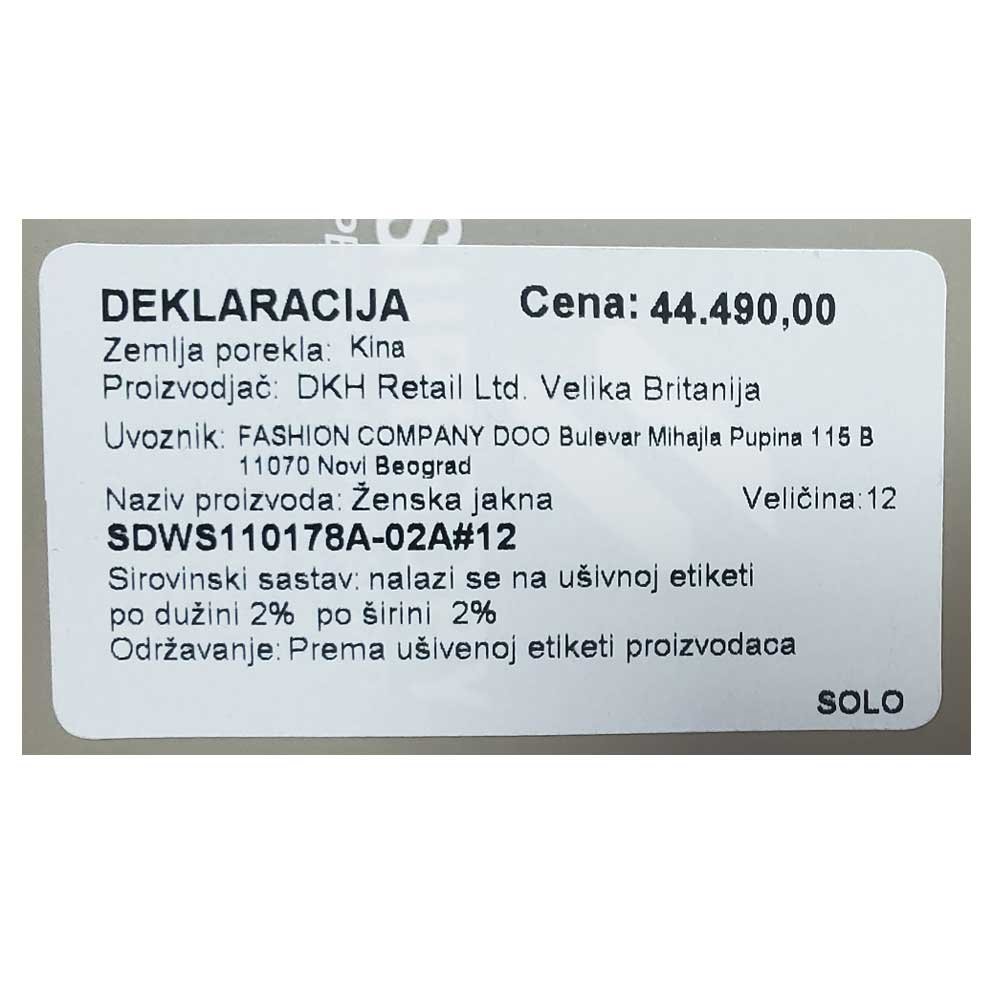 DEKLARACIJA Cena: 44.490,00
Zemlja porekla: Kina
Proizvodjač: DKH Retail Ltd. Velika Britanija
Uvoznik: FASHION COMPANY DOO Bulevar Mihajla Pupina 115 B
11070 Novi Beograd
Naziv proizvoda: Ženska jakna Veličina:12
SDWS110178A-02A#12
Sirovinski sastav: nalazi se na ušivnoj etiketi
po dužini 2% po širini 2%
Održavanje: Prema ušivenoj etiketi proizvodaca
SOLO